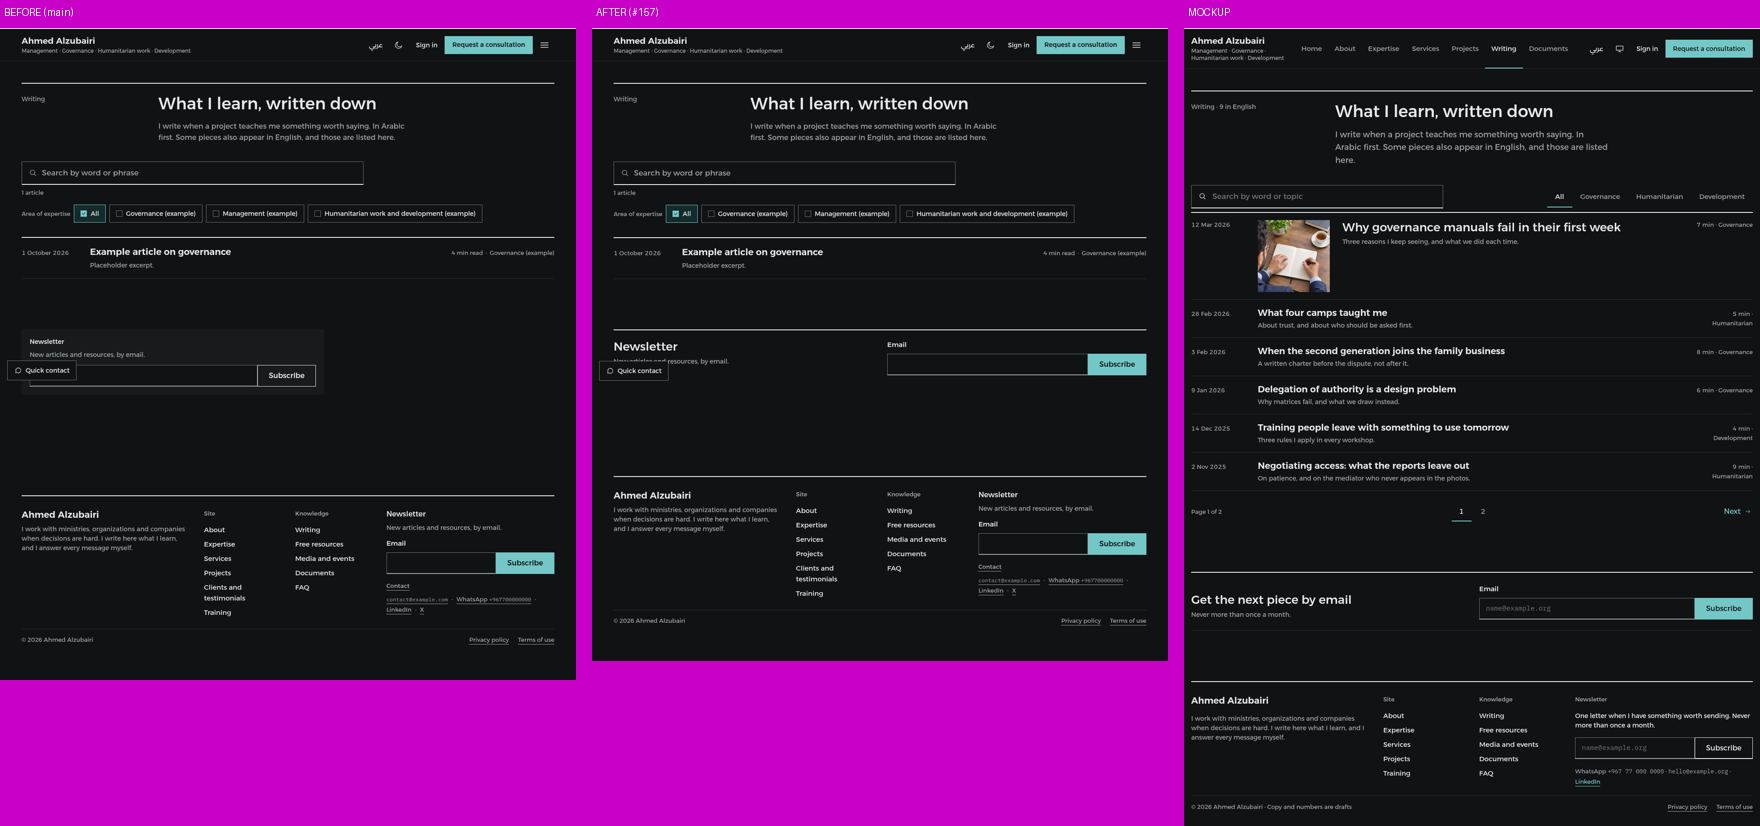 BEFORE (main)
Ahmed Alzubairi
Management · Governance · Humanitarian work · Development
عربي
Sign in
Request a consultation
Writing
What I learn, written down
I write when a project teaches me something worth saying. In Arabic
first. Some pieces also appear in English, and those are listed here.
Search by word or phrase
1 article
Area of expertise
All
Governance (example)
Management (example)
Humanitarian work and development (example)
1 October 2026
Example article on governance
4 min read · Governance (example)
Placeholder excerpt.
Newsletter
New articles and resources, by email.
Quick contact
Subscribe
Ahmed Alzubairi
I work with ministries, organizations and companies
when decisions are hard. I write here what I learn,
and I answer every message myself.
Site
About
Expertise
Services
Projects
Clients and
testimonials
Training
Knowledge
Writing
Free resources
Media and events
Documents
FAQ
Newsletter
New articles and resources, by email.
Email
Subscribe
Contact
contact@example.com · WhatsApp +967700000000 ·
LinkedIn · X
© 2026 Ahmed Alzubairi
Privacy policy
Terms of use
AFTER (#157)
Ahmed Alzubairi
Management · Governance · Humanitarian work · Development
عربي
Sign in
Request a consultation
Writing
What I learn, written down
I write when a project teaches me something worth saying. In Arabic
first. Some pieces also appear in English, and those are listed here.
Search by word or phrase
1 article
Area of expertise
All
Governance (example)
Management (example)
Humanitarian work and development (example)
1 October 2026
Example article on governance
4 min read · Governance (example)
Placeholder excerpt.
Newsletter
New articles and resources, by email.
Quick contact
Email
Subscribe
Ahmed Alzubairi
I work with ministries, organizations and companies
when decisions are hard. I write here what I learn,
and I answer every message myself.
Site
About
Expertise
Services
Projects
Clients and
testimonials
Training
Knowledge
Writing
Free resources
Media and events
Documents
FAQ
Newsletter
New articles and resources, by email.
Email
Subscribe
Contact
contact@example.com · WhatsApp +967700000000 ·
LinkedIn · X
© 2026 Ahmed Alzubairi
Privacy policy
Terms of use
MOCKUP
Ahmed Alzubairi
Management · Governance ·
Humanitarian work · Development
Home
About
Expertise
Services
Projects
Writing
Documents
عربي
Sign in
Request a consultation
Writing · 9 in English
What I learn, written down
I write when a project teaches me something worth saying. In
Arabic first. Some pieces also appear in English, and those are listed
here.
Search by word or topic
All
Governance
Humanitarian
Development
12 Mar 2026
Why governance manuals fail in their first week
7 min · Governance
Three reasons I keep seeing, and what we did each time.
28 Feb 2026
What four camps taught me
5 min ·
Humanitarian
About trust, and about who should be asked first.
3 Feb 2026
When the second generation joins the family business
8 min · Governance
A written charter before the dispute, not after it.
9 Jan 2026
Delegation of authority is a design problem
6 min · Governance
Why matrices fail, and what we draw instead.
14 Dec 2025
Training people leave with something to use tomorrow
4 min ·
Development
Three rules I apply in every workshop.
2 Nov 2025
Negotiating access: what the reports leave out
9 min ·
Humanitarian
On patience, and on the mediator who never appears in the photos.
Page 1 of 2
1
2
Next →
Get the next piece by email
Never more than once a month.
Email
name@example.org
Subscribe
Ahmed Alzubairi
I work with ministries, organizations and companies
when decisions are hard. I write here what I learn, and I
answer every message myself.
Site
About
Expertise
Services
Projects
Training
Knowledge
Writing
Free resources
Media and events
Documents
FAQ
Newsletter
One letter when I have something worth sending. Never
more than once a month.
name@example.org
Subscribe
WhatsApp +967 77 000 0000 · hello@example.org ·
LinkedIn
© 2026 Ahmed Alzubairi · Copy and numbers are drafts
Privacy policy
Terms of use